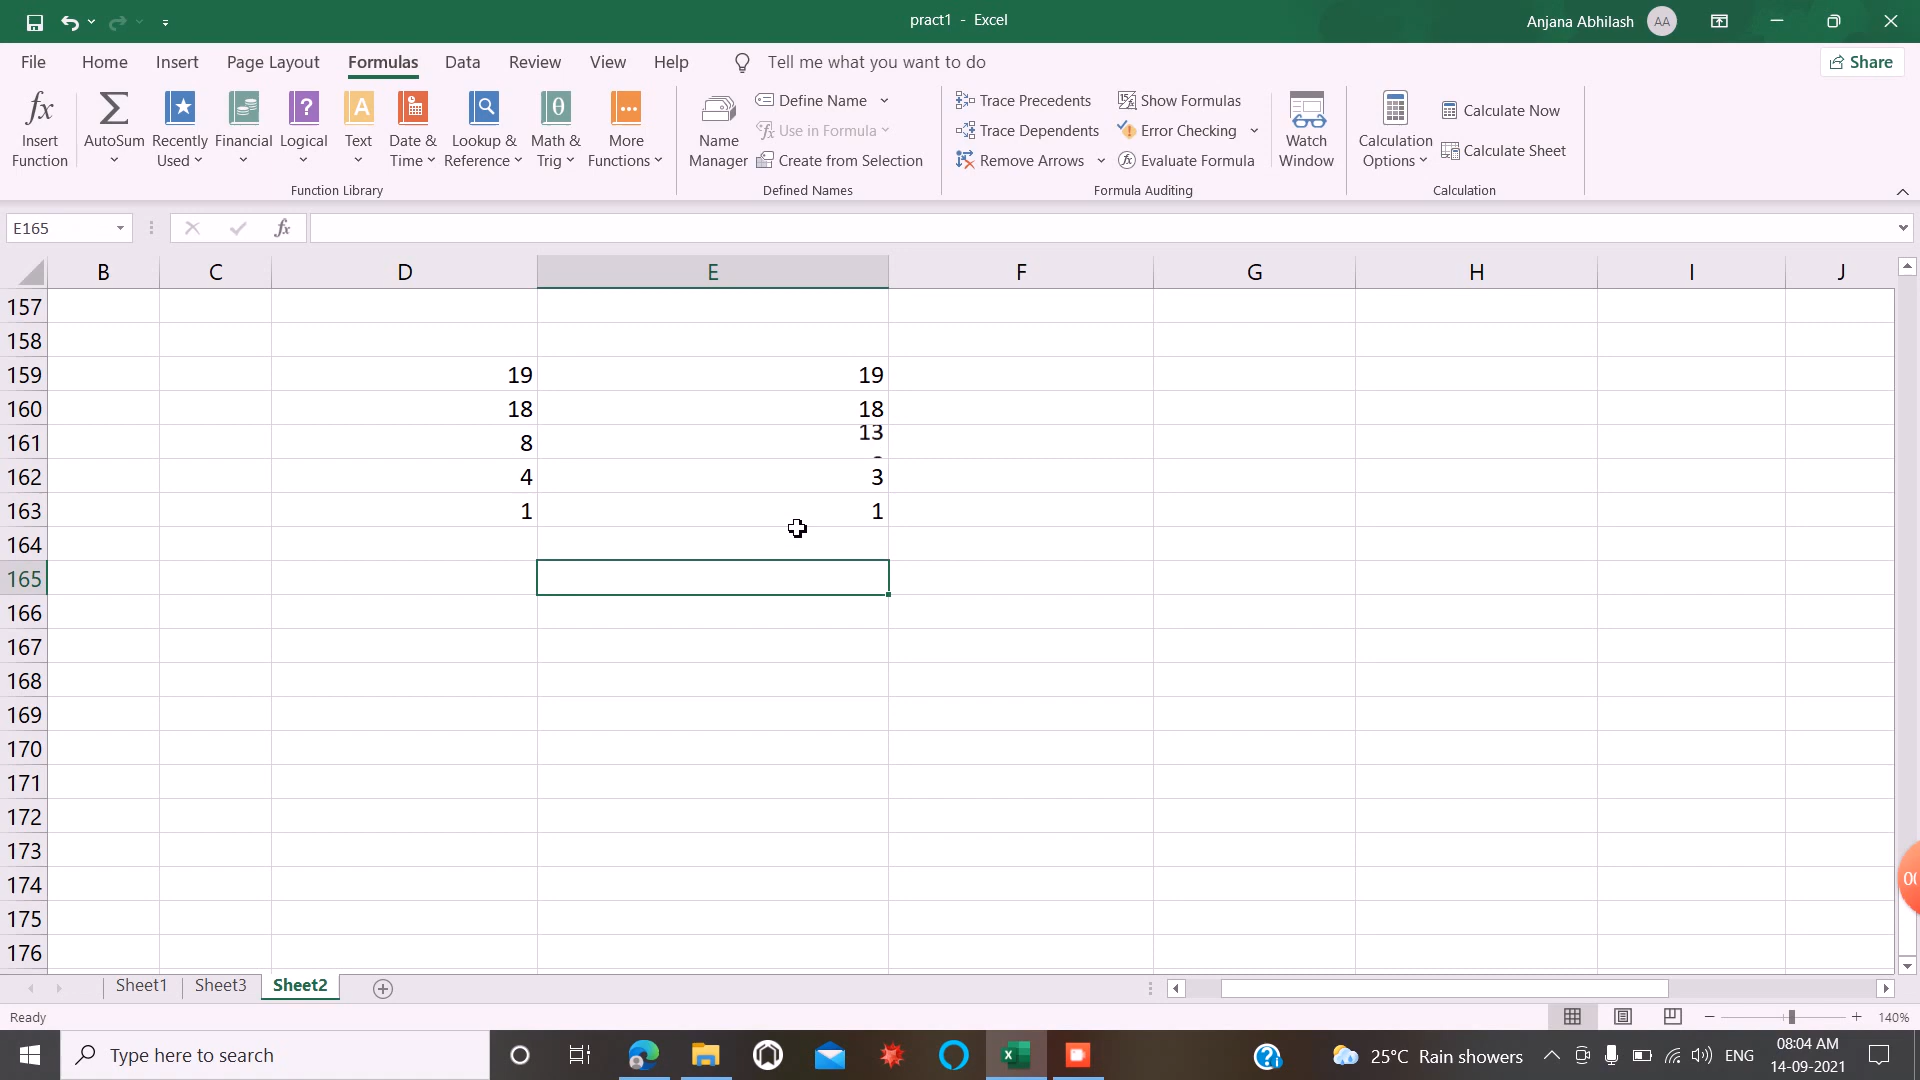 pract1 - Excel
Anjana Abhilash
AA
File Home Insert Page Layout Formulas Data Review View Help Tell me what you want to do
Share
Insert Function
AutoSum
Recently Used
Financial
Logical
Text
Date & Time
Lookup & Reference
Math & Trig
More Functions
Function Library
Name Manager
Define Name
Use in Formula
Create from Selection
Defined Names
Trace Precedents
Trace Dependents
Remove Arrows
Show Formulas
Error Checking
Evaluate Formula
Formula Auditing
Watch Window
Calculation Options
Calculate Now
Calculate Sheet
Calculation
E165
fx
B C D E F G H I J
157
158
159 19 19
160 18 18
161 8 13
162 4 3
163 1 1
164
165
166
167
168
169
170
171
172
173
174
175
176
Sheet1 Sheet3 Sheet2
Ready
140%
Type here to search
25°C Rain showers
ENG
08:04 AM
14-09-2021